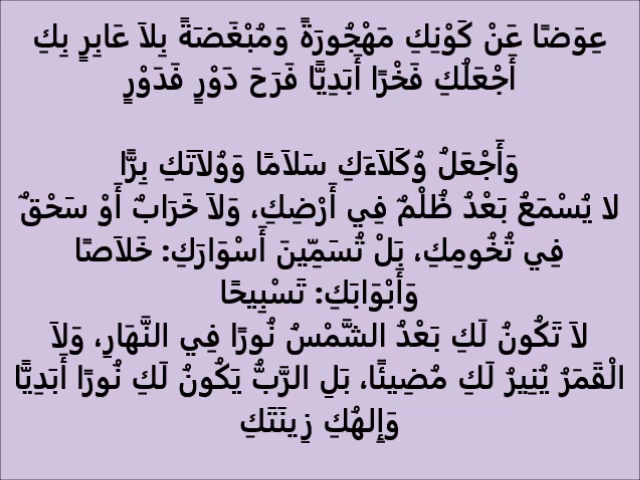 عِوَضًا عَنْ كَوْنِكِ مَهْجُورَةً وَمُبْغَضَةً بِلاَ عَابِرٍ بِكِ
أَجْعَلُكِ فَخْرًا أَبَدِيًّا فَرَحَ دَوْرٍ فَدَوْرٍ
وَأَجْعَلُ وُكَلاَءَكِ سَلاَمًا وَوُلاَتَكِ بِرًّا
لا يُسْمَعُ بَعْدُ ظُلْمٌ فِي أَرْضِكِ، وَلاَ خَرَابٌ أَوْ سَحْقٌ
فِي تُخُومِكِ، بَلْ تُسَمِّينَ أَسْوَارَكِ: خَلاَصًا
وَأَبْوَابَكِ: تَسْبِيحًا
لاَ تَكُونُ لَكِ بَعْدُ الشَّمْسُ نُورًا فِي النَّهَارِ، وَلاَ
الْقَمَرُ يُنِيرُ لَكِ مُضِيئًا، بَلِ الرَّبُّ يَكُونُ لَكِ نُورًا أَبَدِيًّا
وَإِلهُكِ زِينَتَكِ